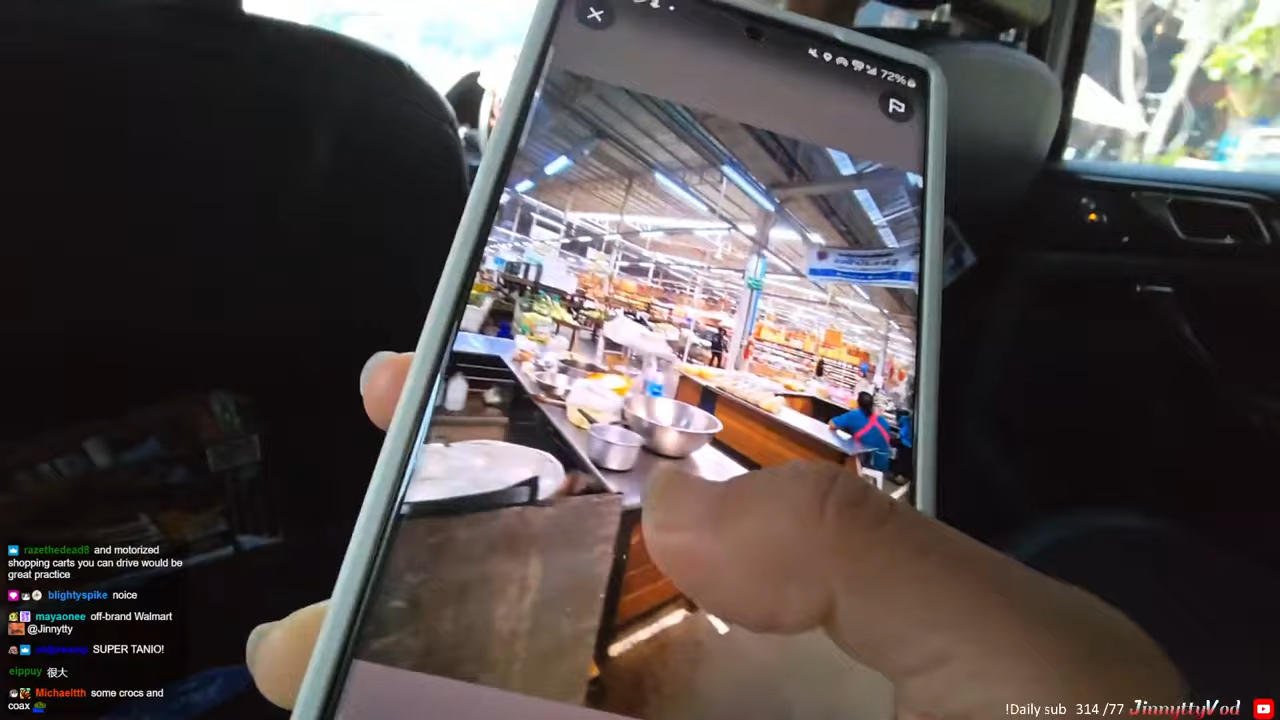 72%
razethedead8 and motorized
shopping carts you can drive would be
great practice
blightyspike noice
mayaonee off-brand Walmart
@Jinnytty
SUPER TANIO!
eippuy 很大
Michaeltth some crocs and
coax
!Daily sub 314 /77 JinnyttyVod